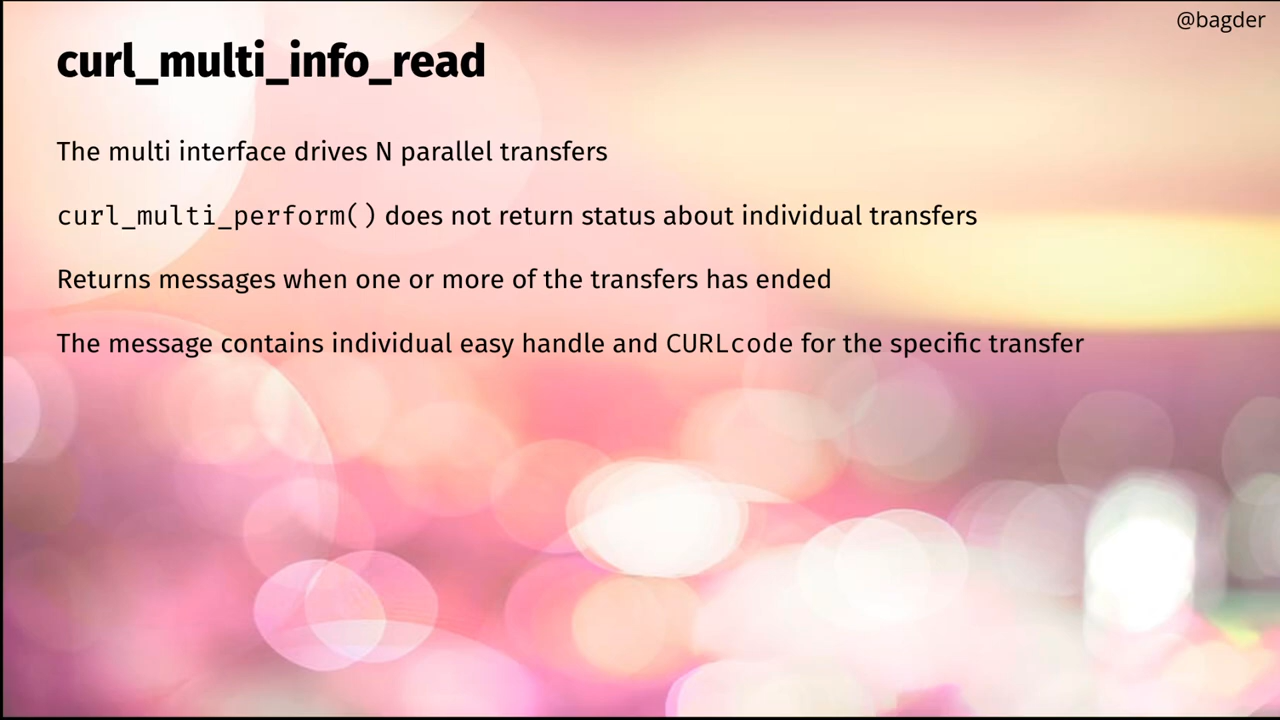 @bagder
curl_multi_info_read
The multi interface drives N parallel transfers
curl_multi_perform() does not return status about individual transfers
Returns messages when one or more of the transfers has ended
The message contains individual easy handle and CURLcode for the specific transfer